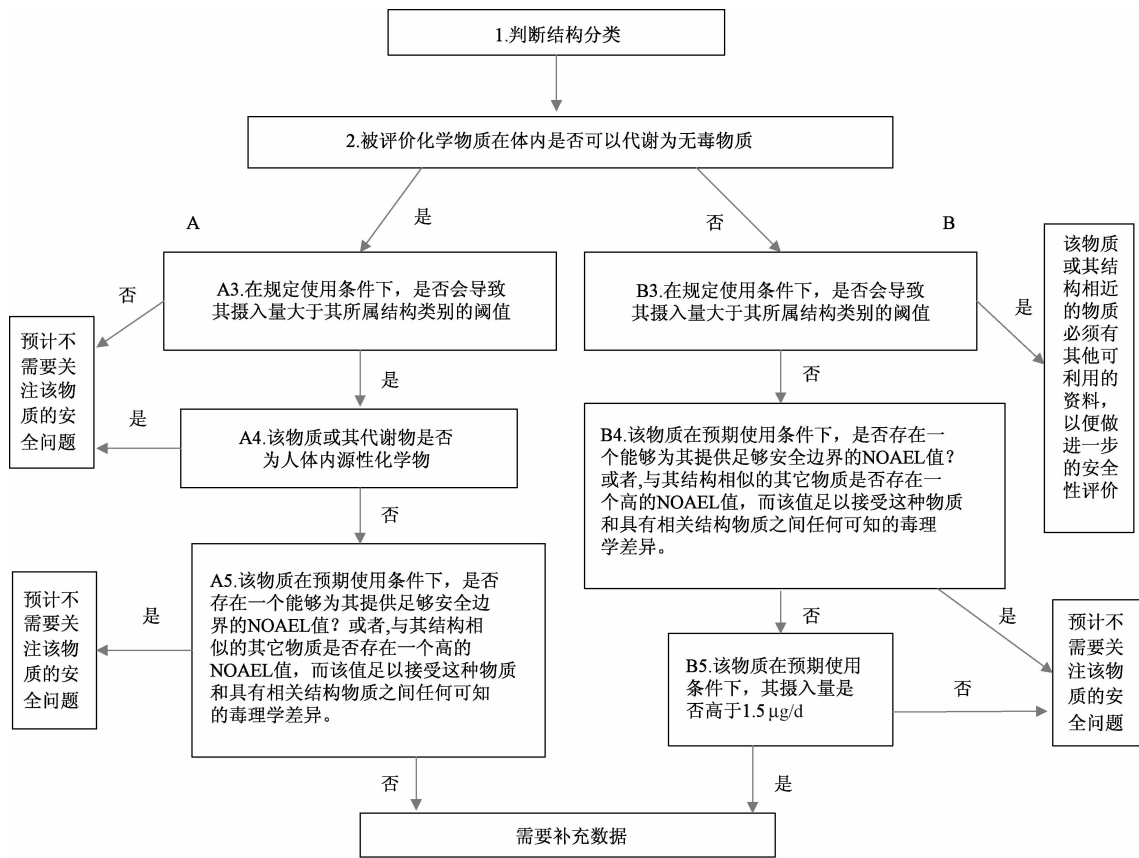 1.判断结构分类
2.被评价化学物质在体内是否可以代谢为无毒物质
A
是
否
B
A3.在规定使用条件下，是否会导致
其摄入量大于其所属结构类别的阈值
B3.在规定使用条件下，是否会导致
其摄入量大于其所属结构类别的阈值
该物质
或其结
构相近
的物质
必须有
其他可
利用的
资料，
以便做
进一步
的安全
性评价
否
是
预计不
需要关
注该物
质的安
全问题
是
否
是
A4.该物质或其代谢物是否
为人体内源性化学物
B4.该物质在预期使用条件下，是否存在一
个能够为其提供足够安全边界的NOAEL值？
或者,与其结构相似的其它物质是否存在一
个高的NOAEL值，而该值足以接受这种物质
和具有相关结构物质之间任何可知的毒理
学差异。
否
A5.该物质在预期使用条件下，是否
存在一个能够为其提供足够安全边
界的NOAEL值？或者,与其结构相
似的其它物质是否存在一个高的
NOAEL值，而该值足以接受这种物质
和具有相关结构物质之间任何可知
的毒理学差异。
是
预计不
需要关
注该物
质的安
全问题
否
是
B5.该物质在预期使用
条件下，其摄入量是
否高于1.5 μg/d
否
预计不
需要关
注该物
质的安
全问题
否
是
需要补充数据